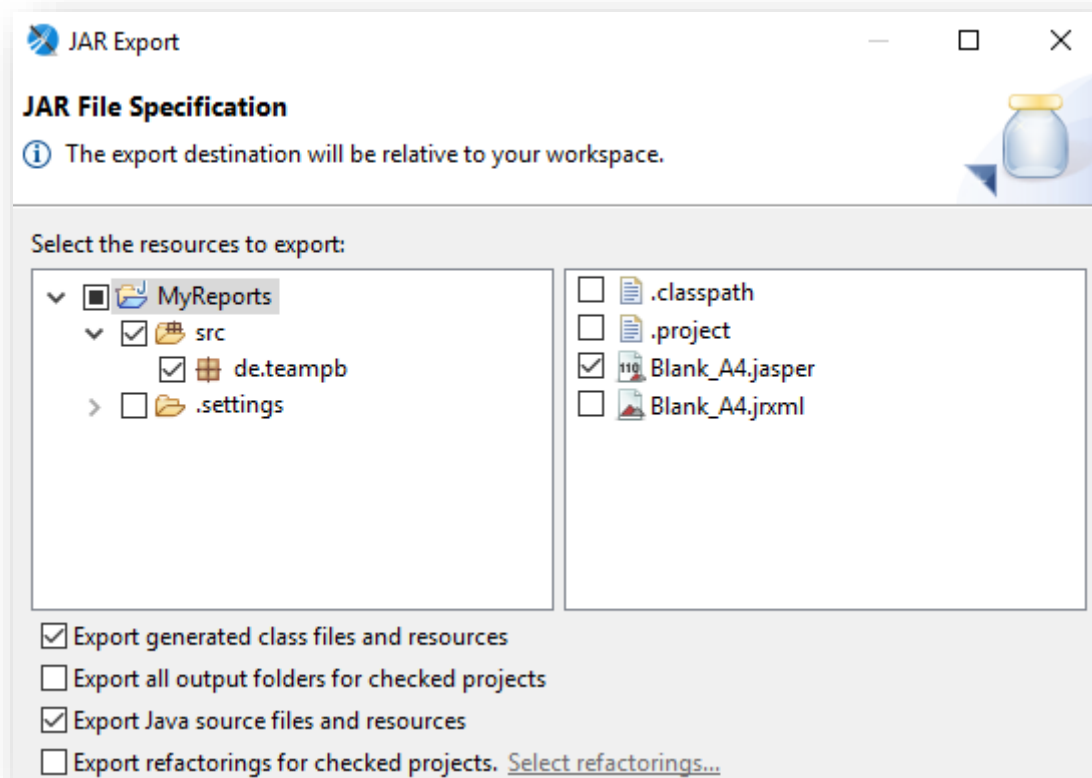 JAR Export
JAR File Specification
The export destination will be relative to your workspace.
Select the resources to export:
MyReports
src
de.teampb
.settings
.classpath
.project
Blank_A4.jasper
Blank_A4.jrxml
Export generated class files and resources
Export all output folders for checked projects
Export Java source files and resources
Export refactorings for checked projects. Select refactorings...